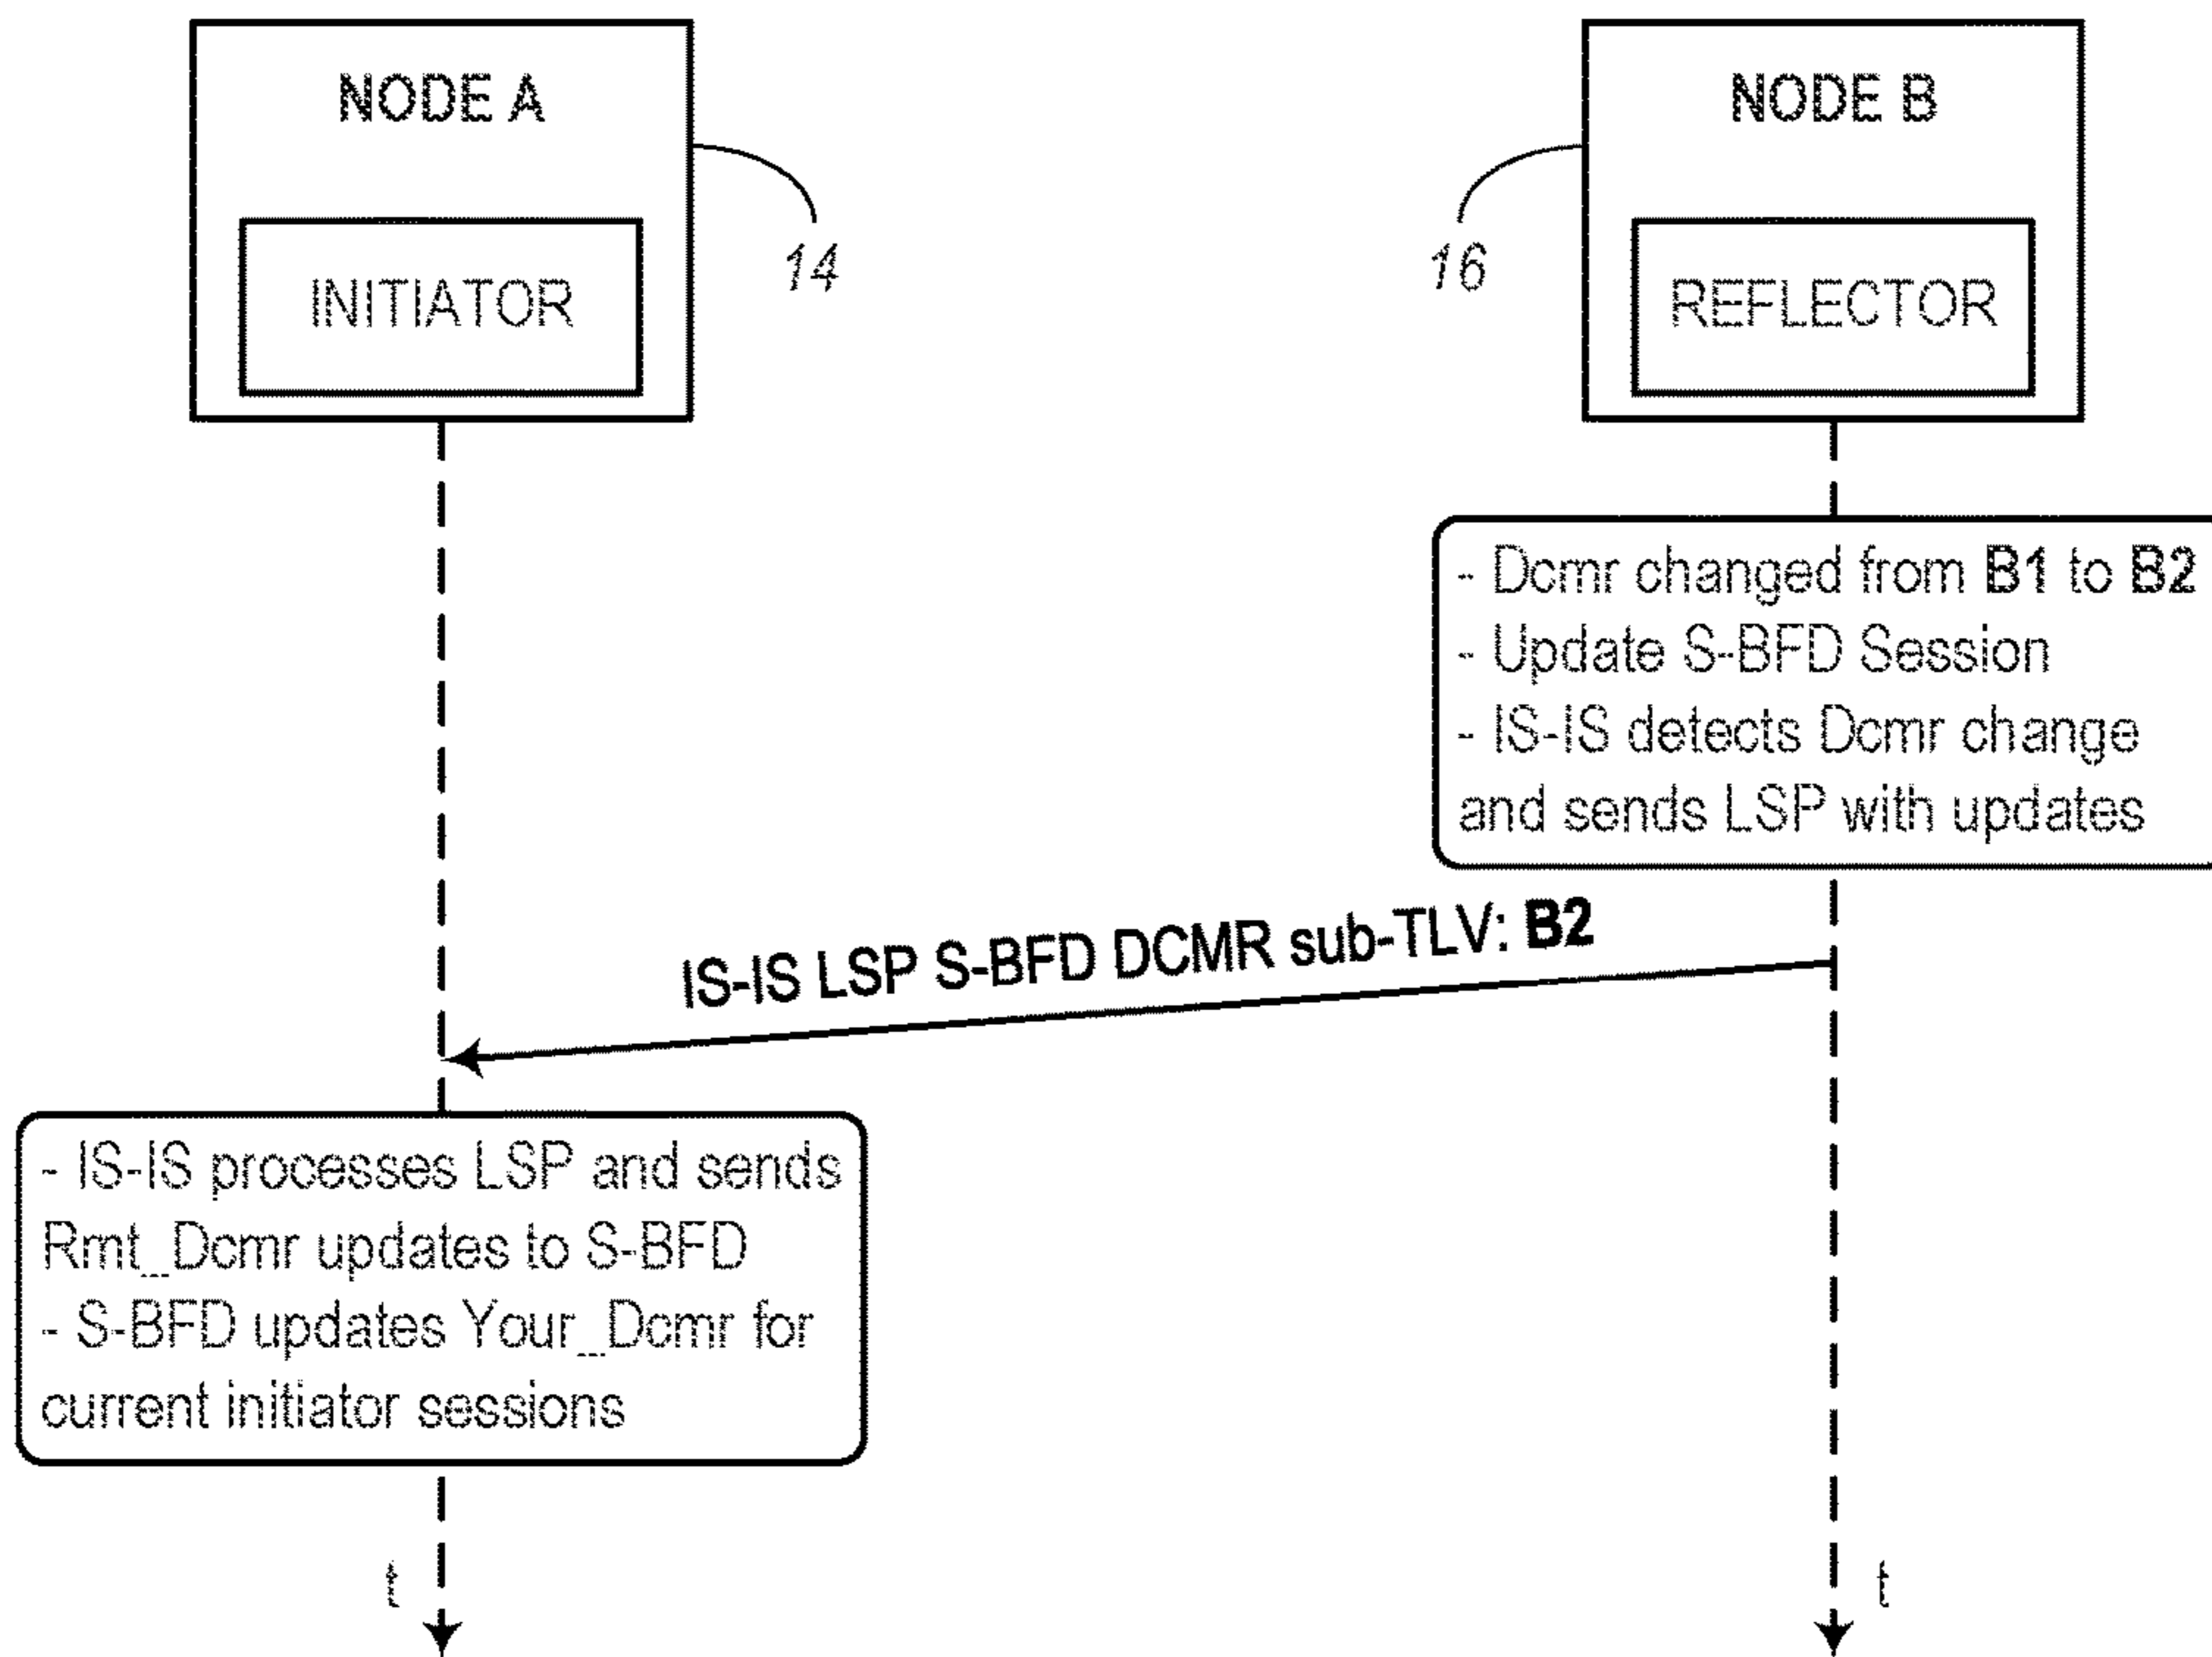 NODE A
INITIATOR
14
NODE B
REFLECTOR
16
- Dcmr changed from B1 to B2
- Update S-BFD Session
- IS-IS detects Dcmr change
and sends LSP with updates
IS-IS LSP S-BFD DCMR sub-TLV: B2
- IS-IS processes LSP and sends
Rmt_Dcmr updates to S-BFD
- S-BFD updates Your_Dcmr for
current initiator sessions
t
t